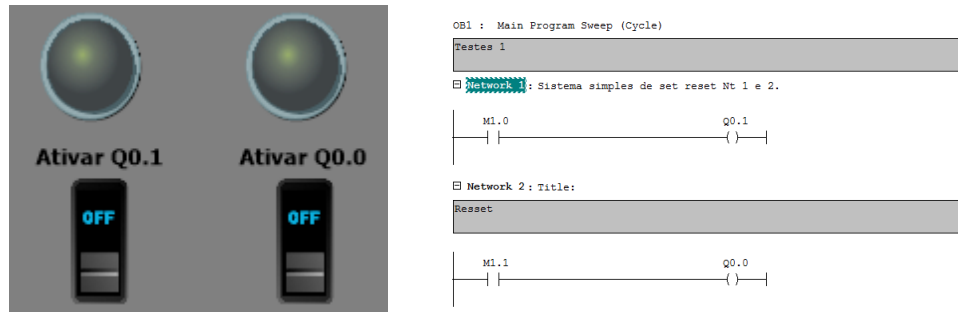 Ativar Q0.1
Ativar Q0.0
OFF
OFF
OB1 : Main Program Sweep (Cycle)
Testes 1
Network 1: Sistema simples de set reset Nt 1 e 2.
M1.0
Q0.1
Network 2: Title:
Resset
M1.1
Q0.0